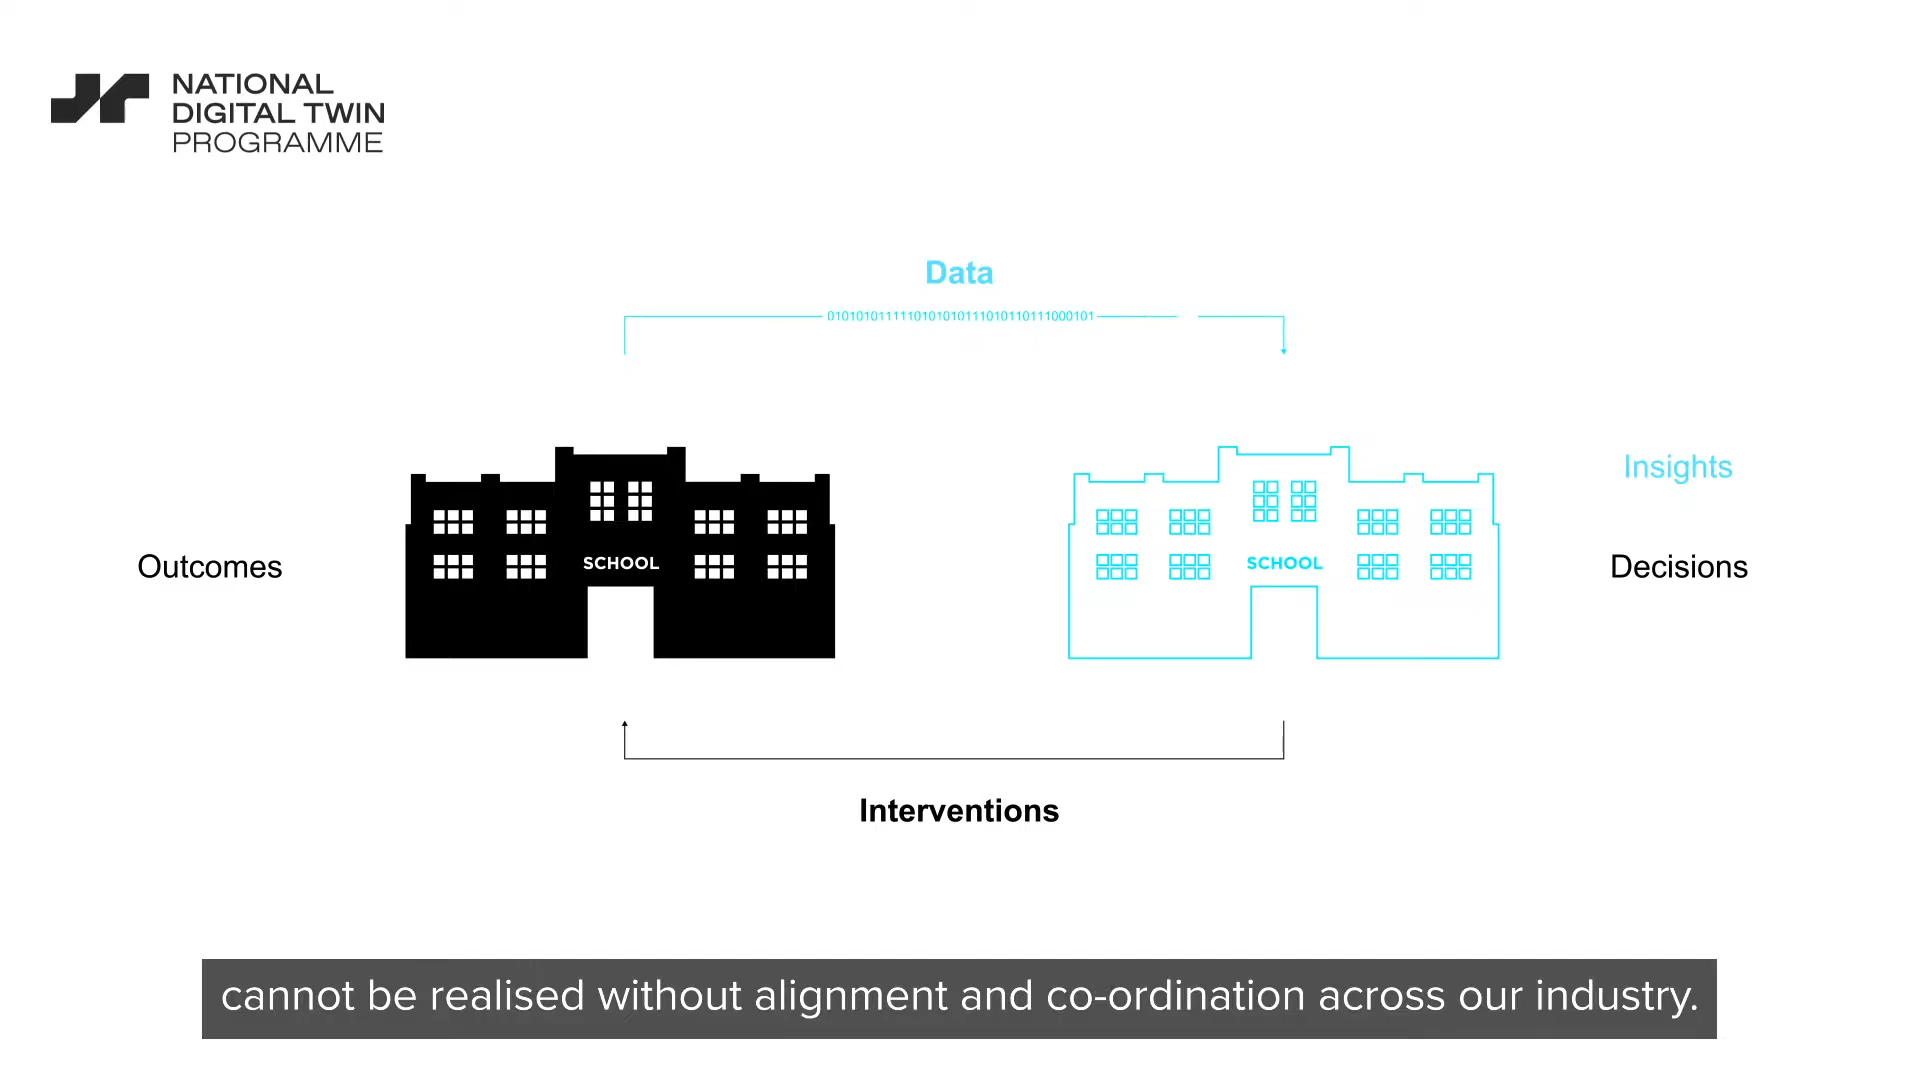 NATIONAL
DIGITAL TWIN
PROGRAMME
Data
0101010111110101010111010110111000101
Insights
Outcomes
SCHOOL
SCHOOL
Decisions
Interventions
cannot be realised without alignment and co-ordination across our industry.